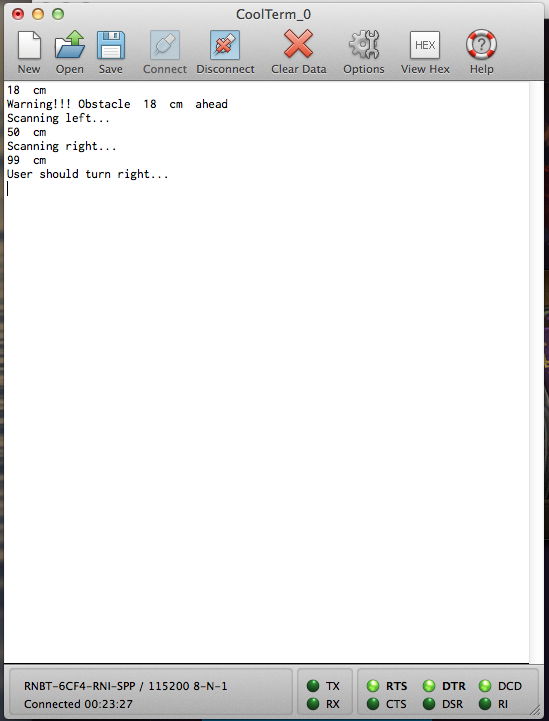 CoolTerm_0
New Open Save Connect Disconnect Clear Data Options View Hex Help
HEX
?
18 cm
Warning!!! Obstacle 18 cm ahead
Scanning left...
50 cm
Scanning right...
99 cm
User should turn right...
RNBT-6CF4-RNI-SPP / 115200 8-N-1
Connected 00:23:27
TX
RX
RTS DTR DCD
CTS DSR RI